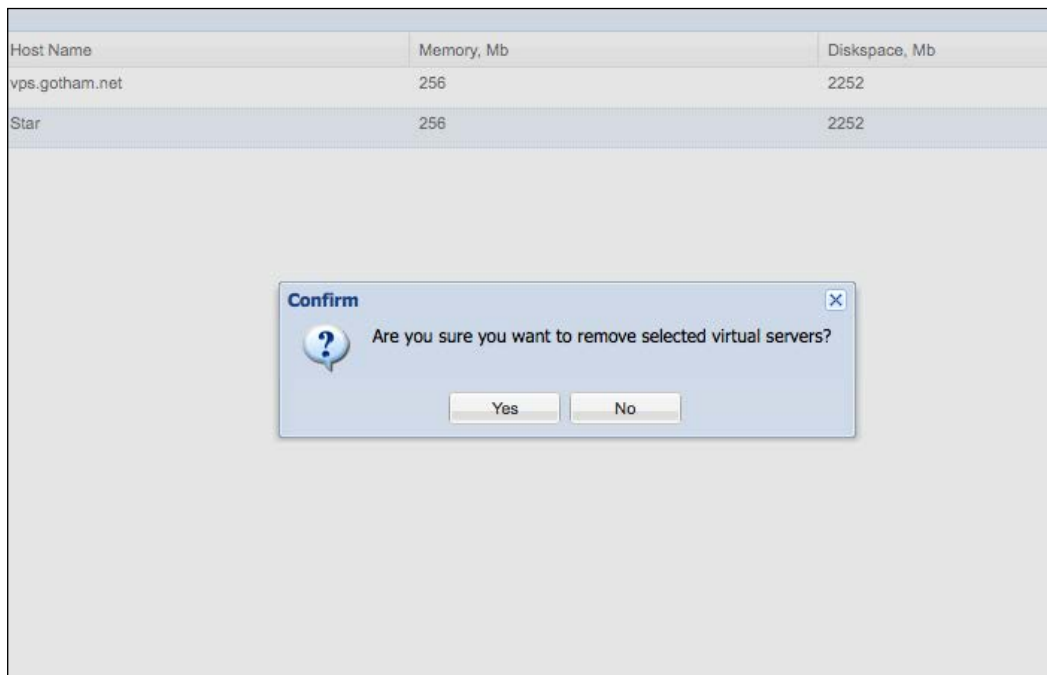 Host Name Memory, Mb Diskspace, Mb
vps.gotham.net 256 2252
Star 256 2252
Confirm
? Are you sure you want to remove selected virtual servers?
Yes No